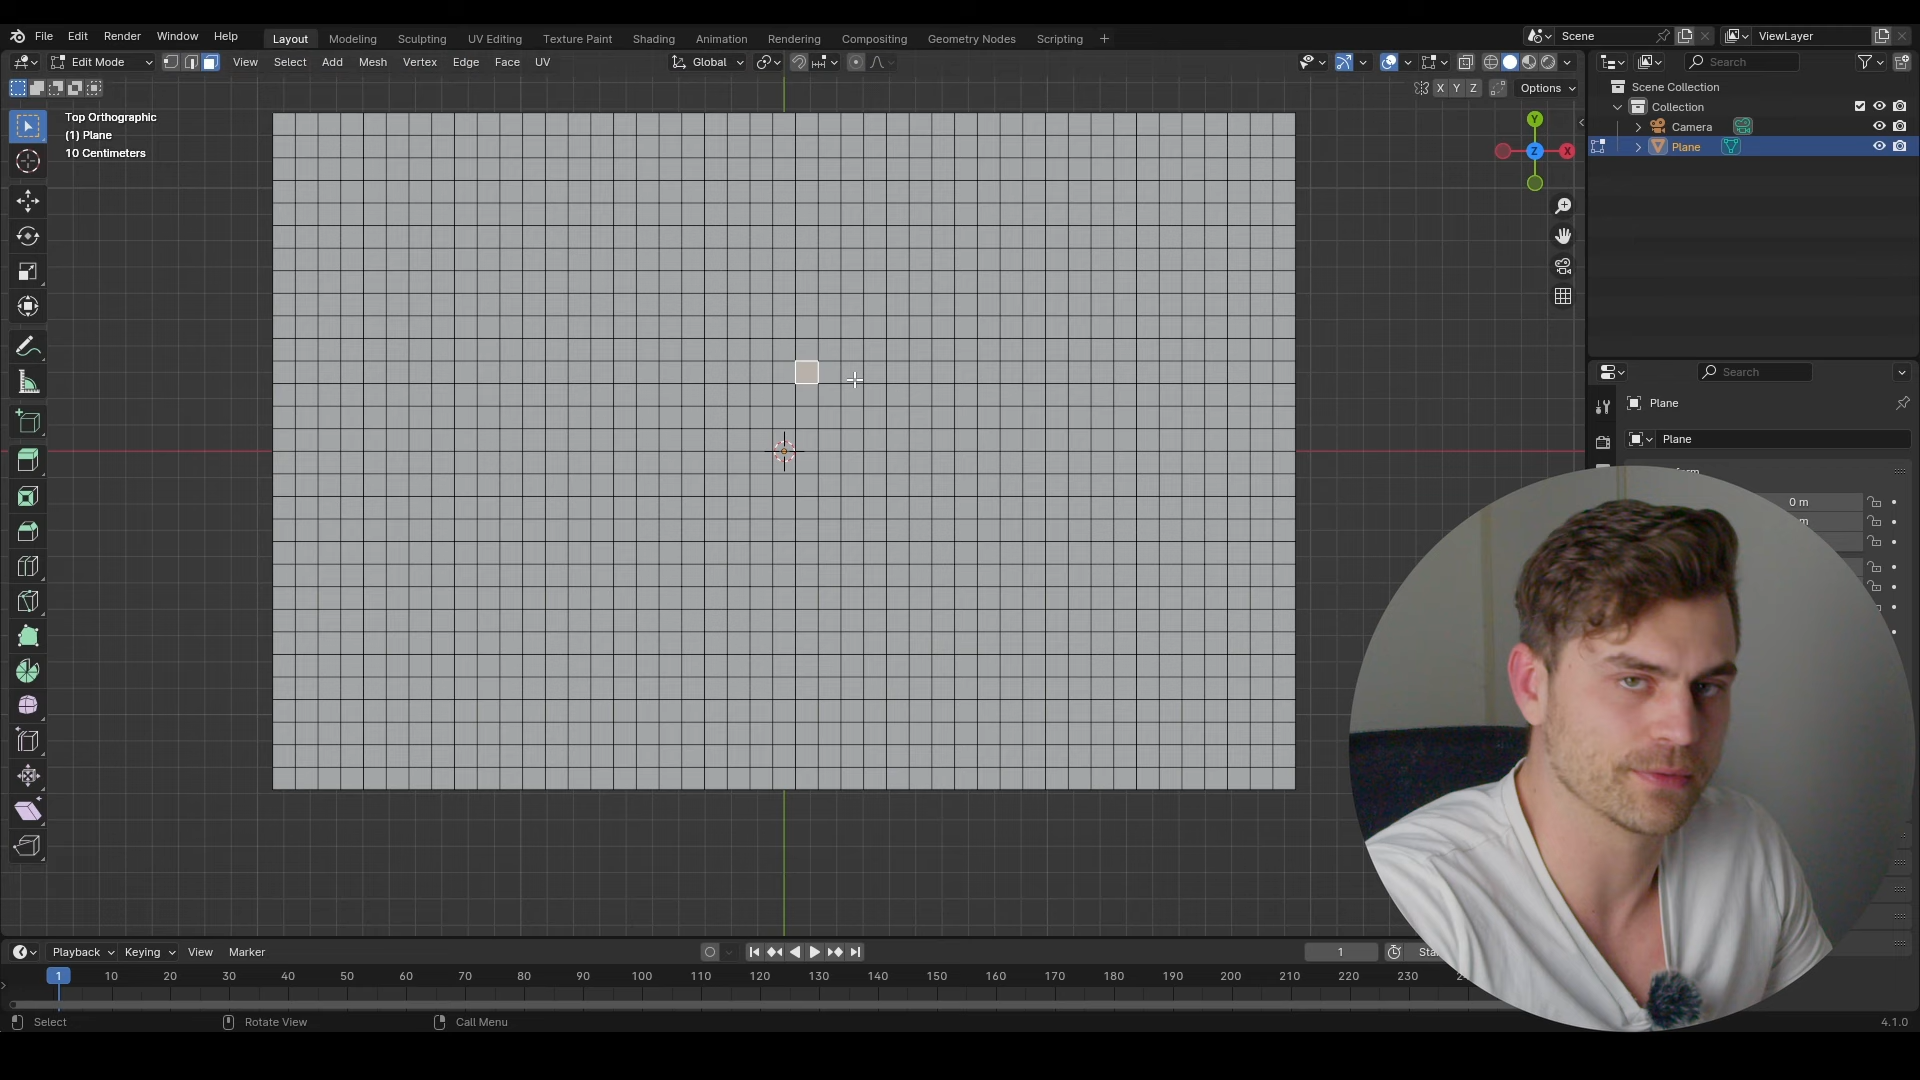 File Edit Render Window Help Layout Modeling Sculpting UV Editing Texture Paint Shading Animation Rendering Compositing Geometry Nodes Scripting + Scene ViewLayer
Edit Mode View Select Add Mesh Vertex Edge Face UV Global Search
X Y Z Options
Scene Collection
Collection
Camera
Plane
Top Orthographic
(1) Plane
10 Centimeters
Y
Z X
Search
Plane
Plane
0 m
m
Playback Keying View Marker 1
1 10 20 30 40 50 60 70 80 90 100 110 120 130 140 150 160 170 180 190 200 210 220 230
Select Rotate View Call Menu 4.1.0